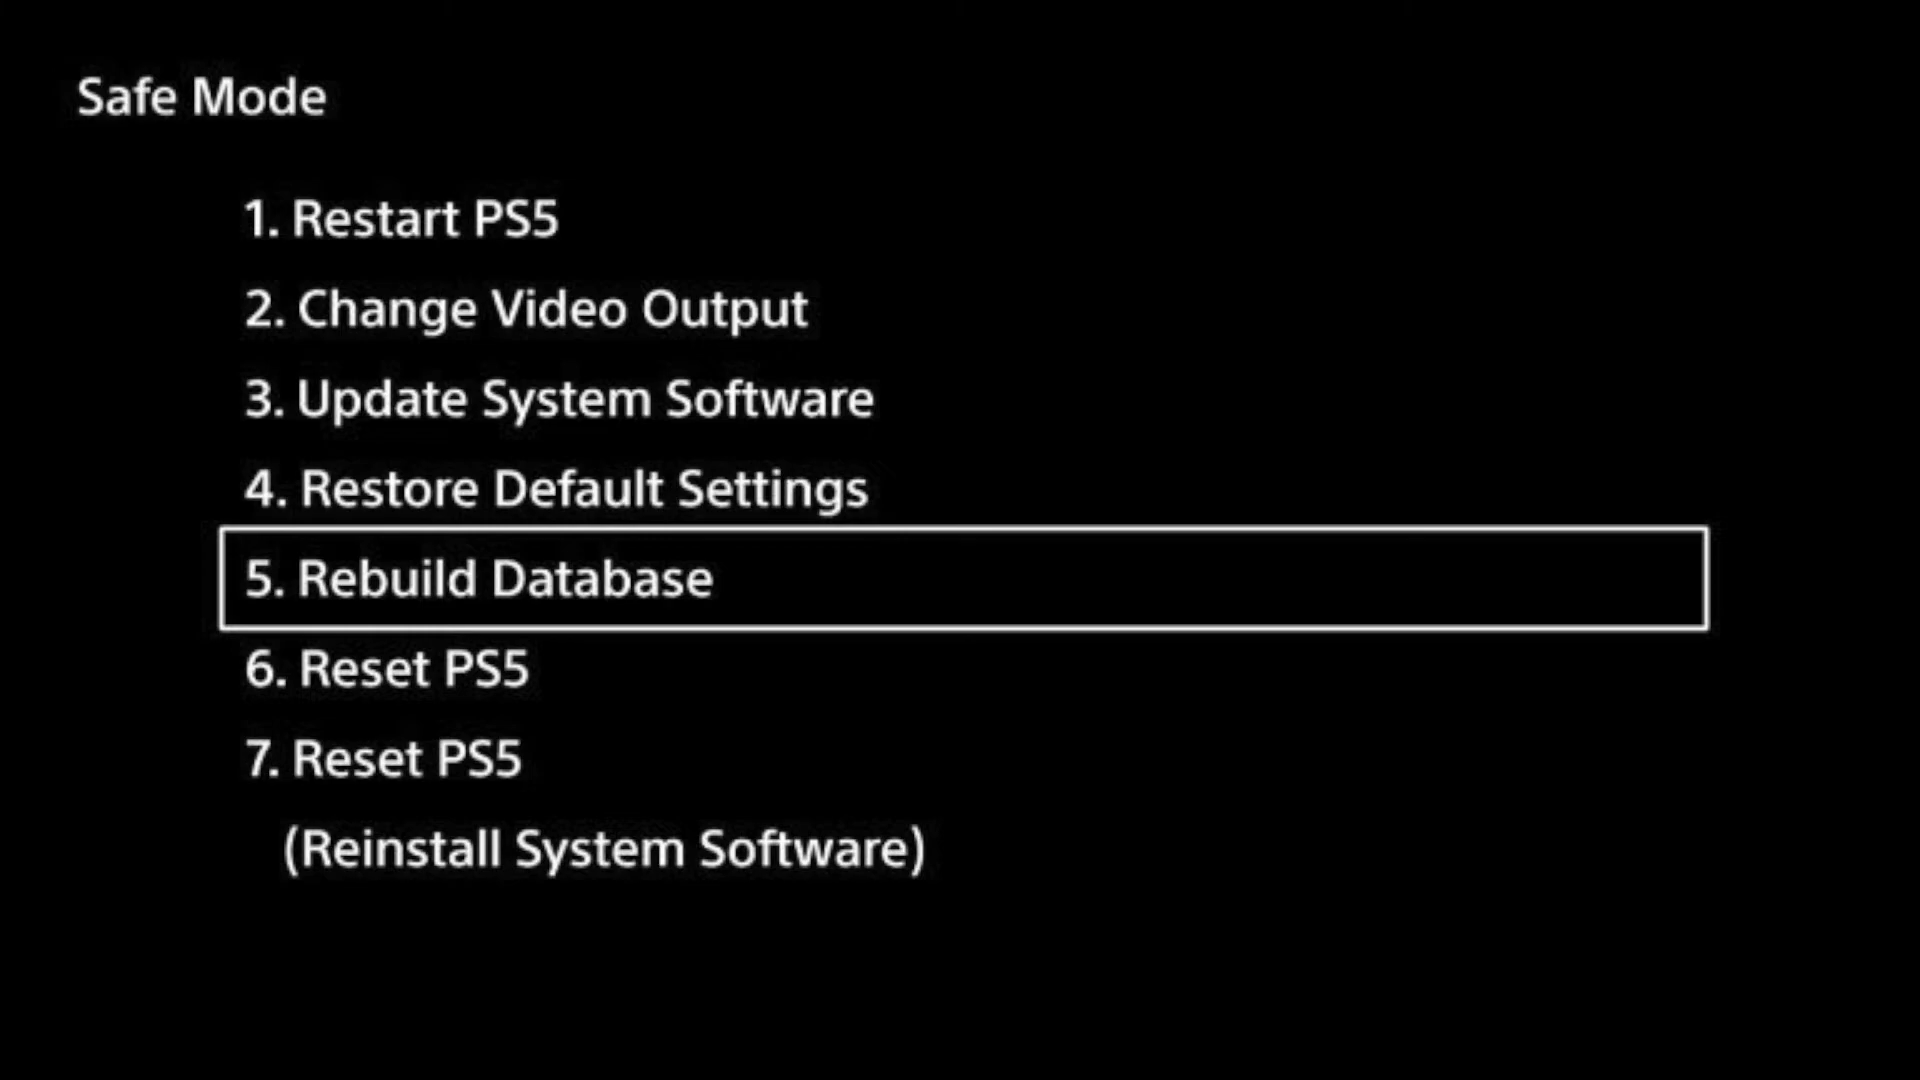 Safe Mode
1. Restart PS5
2. Change Video Output
3. Update System Software
4. Restore Default Settings
5. Rebuild Database
6. Reset PS5
7. Reset PS5
(Reinstall System Software)